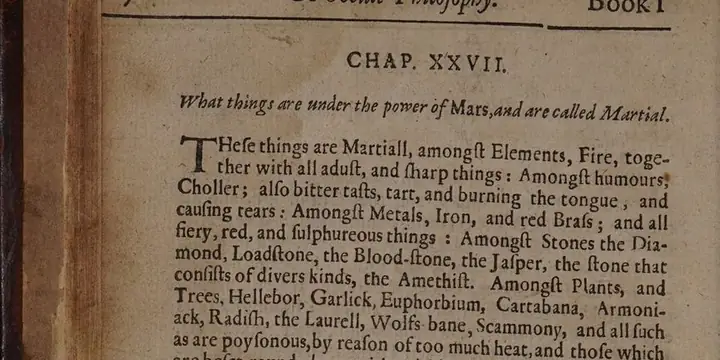 Philosophy. BOOK I
CHAP. XXVII.
What things are under the power of Mars, and are called Martial.
THeſe things are Martiall, amongſt Elements, Fire, toge-
ther with all aduſt, and ſharp things: Amongſt humours,
Choller; alſo bitter taſts, tart, and burning the tongue, and
cauſing tears: Amongſt Metals, Iron, and red Braſs; and all
fiery, red, and ſulphureous things: Amongſt Stones the Dia-
mond, Loadſtone, the Blood-ſtone, the Jaſper, the ſtone that
conſiſts of divers kinds, the Amethiſt. Amongſt Plants, and
Trees, Hellebor, Garlick, Euphorbium, Cartabana, Armoni-
ack, Radiſh, the Laurell, Wolfs-bane, Scammony, and all ſuch
as are poyſonous, by reaſon of too much heat, and thoſe which